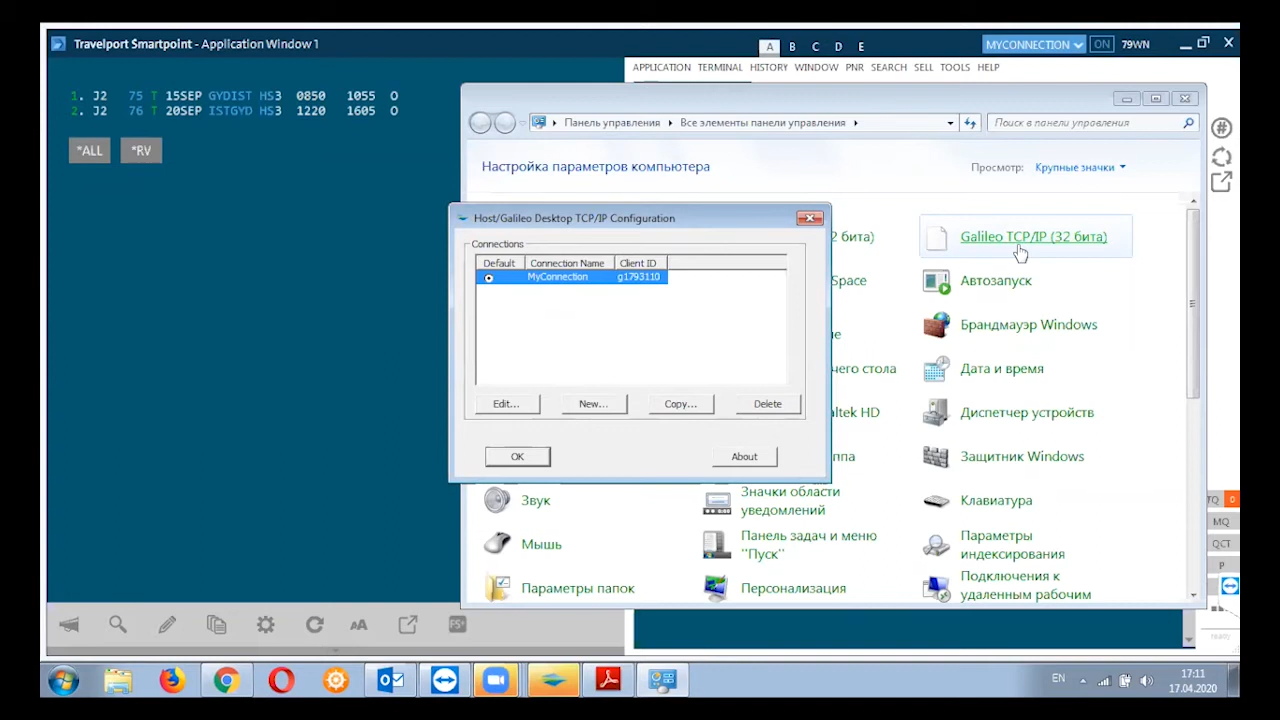 Travelport Smartpoint - Application Window 1
A B C D E
MYCONNECTION ON 79WN
APPLICATION TERMINAL HISTORY WINDOW PNR SEARCH SELL TOOLS HELP
1. J2 75 T 15SEP GYDIST HS3 0850 1055 O
2. J2 76 T 20SEP ISTGYD HS3 1220 1605 O
*ALL *RV
Панель управления Все элементы панели управления
Поиск в панели управления
Настройка параметров компьютера
Просмотр: Крупные значки
Host/Galileo Desktop TCP/IP Configuration
Connections
Default Connection Name Client ID
MyConnection g1793110
Edit... New... Copy... Delete
OK About
2 бита)
Galileo TCP/IP (32 бита)
Space
Автозапуск
Брандмауэр Windows
чего стола
Дата и время
ltek HD
Диспетчер устройств
ппа
Защитник Windows
Звук
Значки области
уведомлений
Клавиатура
Мышь
Панель задач и меню
"Пуск"
Параметры
индексирования
Параметры папок
Персонализация
Подключения к
удаленным рабочим
TQ 0
MQ
QCT
P
ready
AA
FS+
EN
17:11
17.04.2020